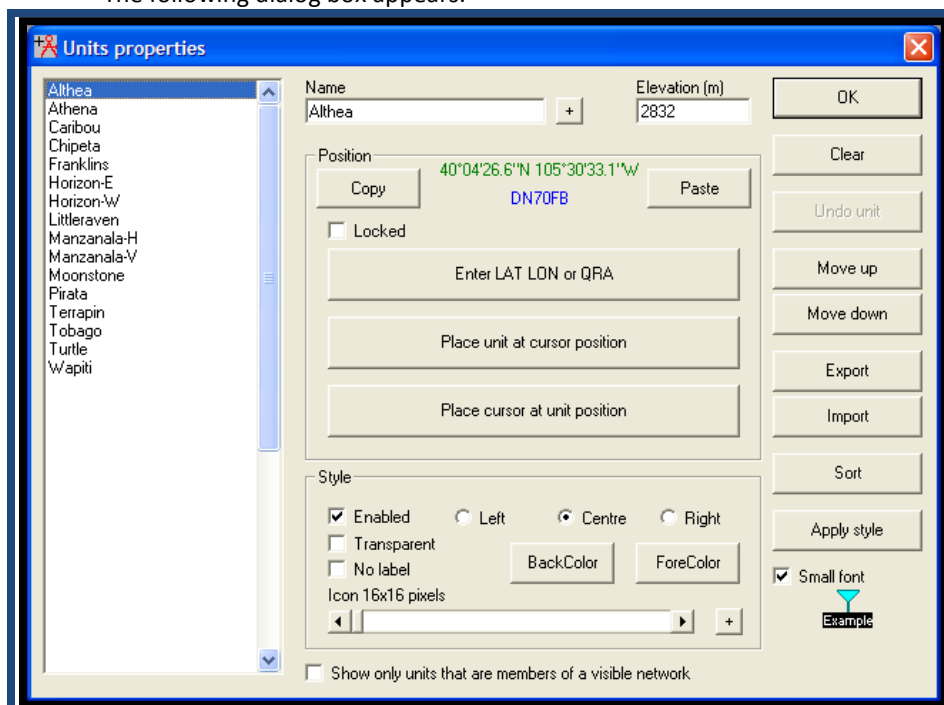 The following dialog box appears:
Units properties
Althea
Athena
Caribou
Chipeta
Franklins
Horizon-E
Horizon-W
Littleraven
Manzanala-H
Manzanala-V
Moonstone
Pirata
Terrapin
Tobago
Turtle
Wapiti
Name
Elevation (m)
Althea
+
2832
Position
Copy
40°04'26.6''N 105°30'33.1''W
DN70FB
Paste
Locked
Enter LAT LON or QRA
Place unit at cursor position
Place cursor at unit position
Style
Enabled
Left
Centre
Right
Transparent
No label
BackColor
ForeColor
Icon 16x16 pixels
+
Show only units that are members of a visible network
OK
Clear
Undo unit
Move up
Move down
Export
Import
Sort
Apply style
Small font
Example